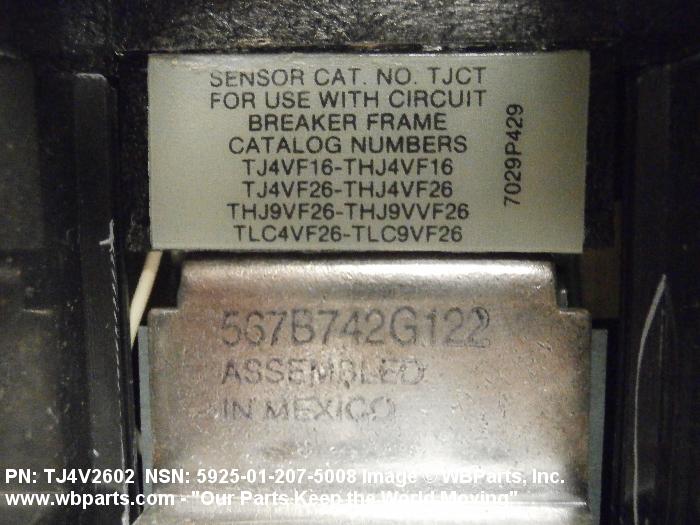 SENSOR CAT. NO. TJCT
FOR USE WITH CIRCUIT
BREAKER FRAME
CATALOG NUMBERS
TJ4VF16-THJ4VF16
TJ4VF26-THJ4VF26
THJ9VF26-THJ9VVF26
TLC4VF26-TLC9VF26
7029P429
567B742G122
ASSEMBLED
IN MEXICO
PN: TJ4V2602 NSN: 5925-01-207-5008 Image © WBParts, Inc.
www.wbparts.com - "Our Parts Keep the World Moving"